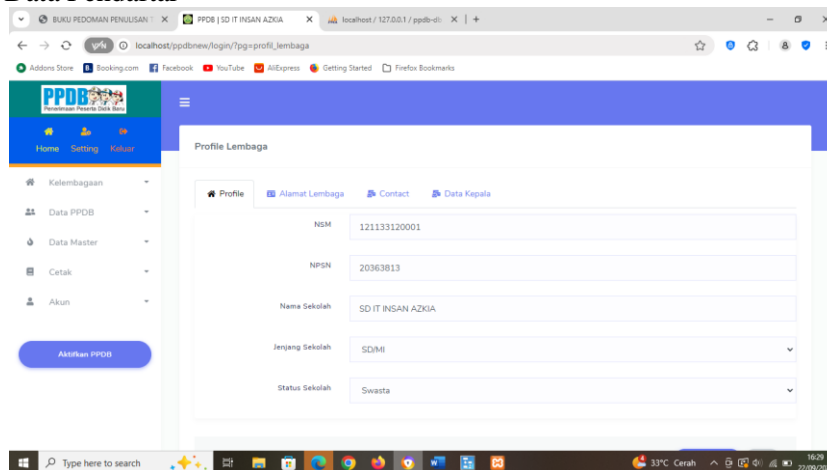 Data Pendaftar
BUKU PEDOMAN PENULISAN
PPDB | SD IT INSAN AZKIA
localhost / 127.0.0.1 / ppdb-db
VPN
localhost/ppdbnew/login/?pg=profil_lembaga
Addons Store Booking.com Facebook YouTube AliExpress Getting Started Firefox Bookmarks
PPDB
Penerimaan Peserta Didik Baru
Home Setting Keluar
Kelembagaan
Data PPDB
Data Master
Cetak
Akun
Aktifkan PPDB
Profile Lembaga
Profile Alamat Lembaga Contact Data Kepala
NSM 121133120001
NPSN 20363813
Nama Sekolah SD IT INSAN AZKIA
Jenjang Sekolah SD/MI
Status Sekolah Swasta
Type here to search
33°C Cerah
16:29